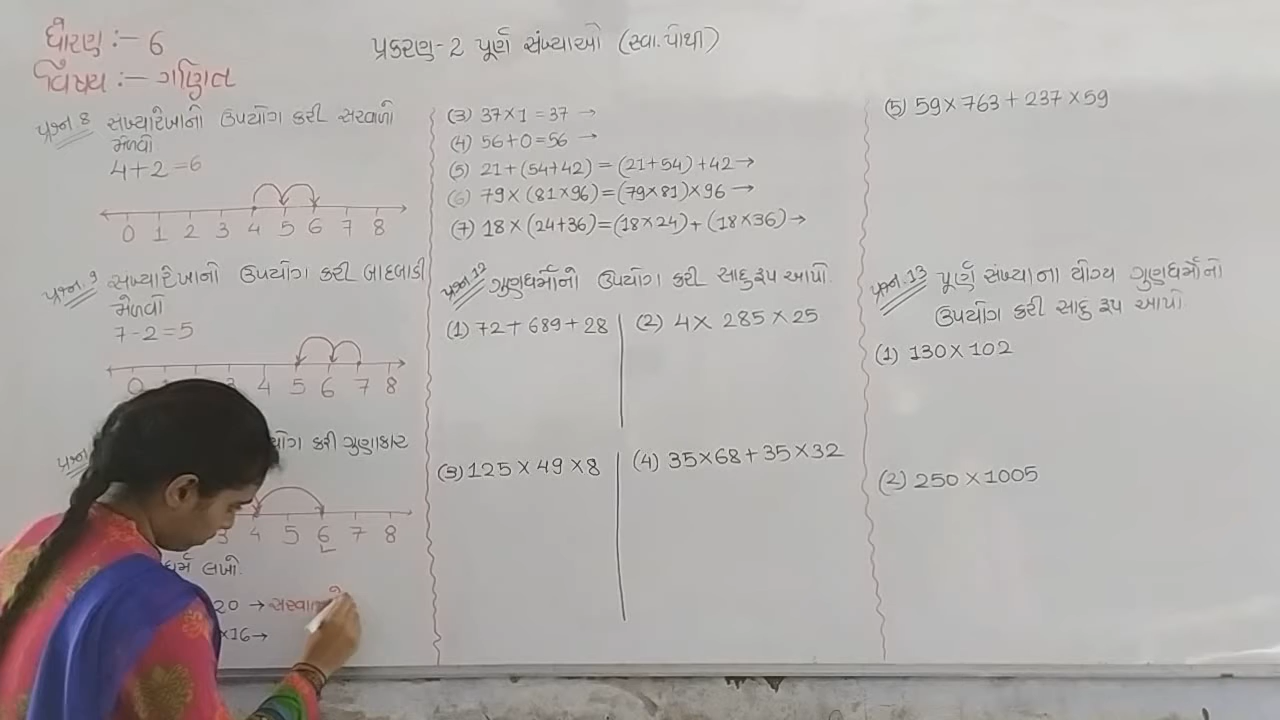 ધોરણ :- 6
વિષય :- ગણિત
પ્રકરણ-2 પૂર્ણ સંખ્યાઓ (સ્વા.પોથી)
પ્રશ્ન 8 સંખ્યારેખાનો ઉપયોગ કરી સરવાળો
મેળવો
4+2=6
0 1 2 3 4 5 6 7 8
પ્રશ્ન.9 સંખ્યારેખાનો ઉપયોગ કરી બાદબાકી
મેળવો
7-2=5
0 1 3 4 5 6 7 8
પ્રશ્ન કરી ગુણાકાર
3 4 5 6 7 8
લખો.
20 →
×16→
(3) 37×1=37 →
(4) 56+0=56 →
(5) 21+(54+42)=(21+54)+42→
(6) 79×(81×96)=(79×81)×96 →
(7) 18×(24+36)=(18×24)+(18×36)→
પ્રશ્ન.12 ગુણધર્મોનો ઉપયોગ કરી સાદુરૂપ આપો.
(1) 72+689+28
(2) 4× 285×25
(3) 125×49×8
(4) 35×68+35×32
(5) 59×763+237×59
પ્રશ્ન.13 પૂર્ણ સંખ્યાના યોગ્ય ગુણધર્મોનો
ઉપયોગ કરી સાદુ રૂપ આપો.
(1) 130×102
(2) 250×1005